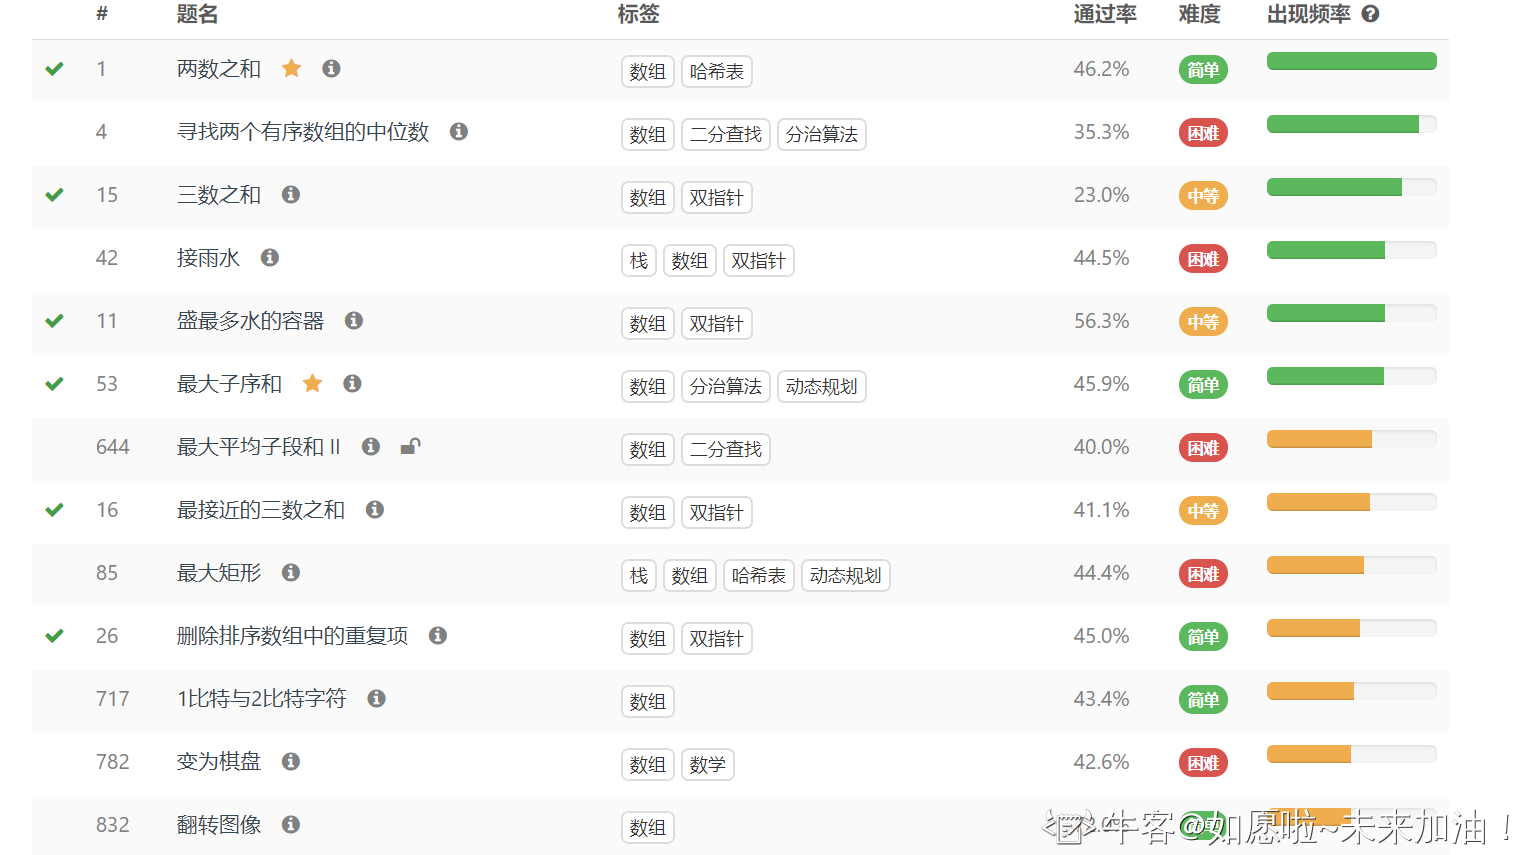 # 题名 标签 通过率 难度 出现频率
1 两数之和 数组 哈希表 46.2% 简单
4 寻找两个有序数组的中位数 数组 二分查找 分治算法 35.3% 困难
15 三数之和 数组 双指针 23.0% 中等
42 接雨水 栈 数组 双指针 44.5% 困难
11 盛最多水的容器 数组 双指针 56.3% 中等
53 最大子序和 数组 分治算法 动态规划 45.9% 简单
644 最大平均子段和 II 数组 二分查找 40.0% 困难
16 最接近的三数之和 数组 双指针 41.1% 中等
85 最大矩形 栈 数组 哈希表 动态规划 44.4% 困难
26 删除排序数组中的重复项 数组 双指针 45.0% 简单
717 1比特与2比特字符 数组 43.4% 简单
782 变为棋盘 数组 数学 42.6% 困难
832 翻转图像 数组
牛客@如愿啦~未来加油！